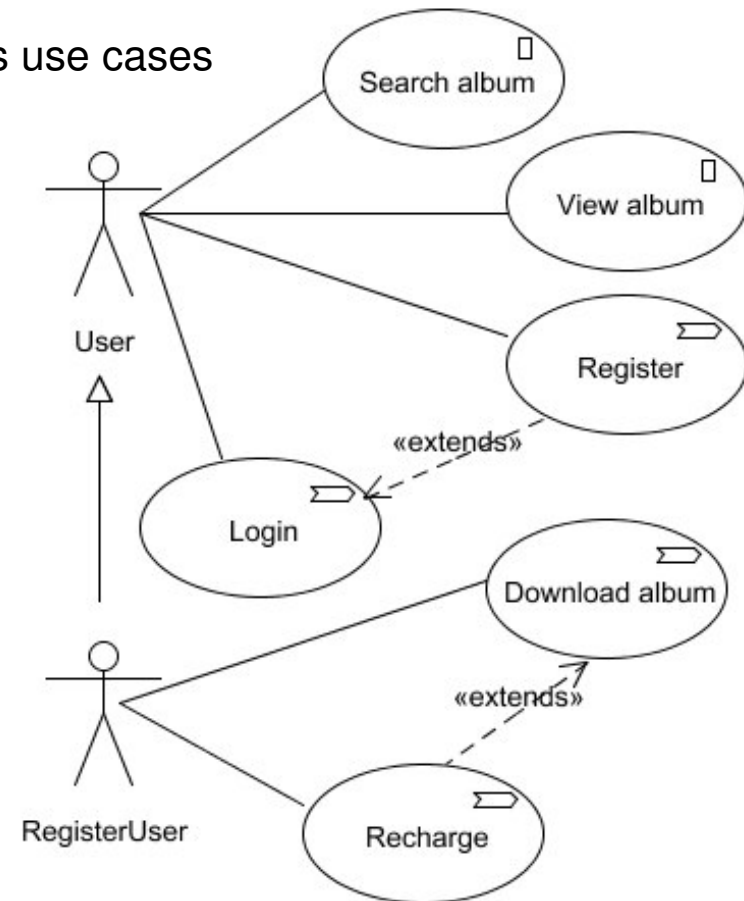 s use cases
Search album
View album
User
Register
«extends»
Login
Download album
«extends»
RegisterUser
Recharge